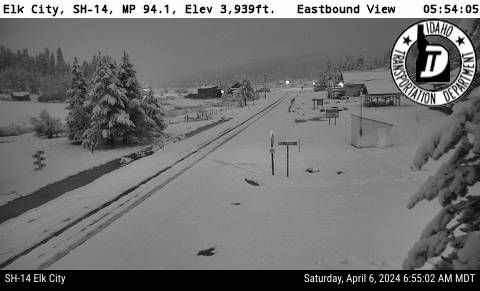 Elk City, SH-14, MP 94.1, Elev 3,939ft. Eastbound View 05:54:05
IDAHO
TRANSPORTATION DEPARTMENT
SH-14 Elk City Saturday, April 6, 2024 6:55:02 AM MDT